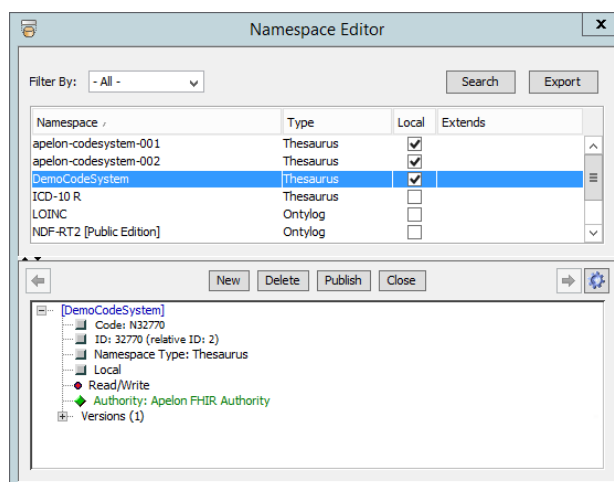 Namespace Editor
x
Filter By: - All - Search Export
Namespace / Type Local Extends
apelon-codesystem-001 Thesaurus
apelon-codesystem-002 Thesaurus
DemoCodeSystem Thesaurus
ICD-10 R Thesaurus
LOINC Ontylog
NDF-RT2 [Public Edition] Ontylog
New Delete Publish Close
[DemoCodeSystem]
Code: N32770
ID: 32770 (relative ID: 2)
Namespace Type: Thesaurus
Local
Read/Write
Authority: Apelon FHIR Authority
Versions (1)